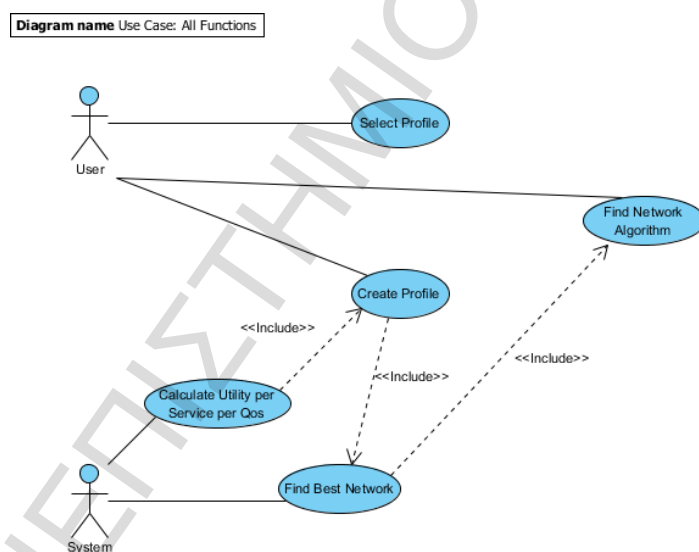 Diagram name Use Case: All Functions
Select Profile
User
Find Network
Algorithm
Create Profile
<<Include>>
<<Include>>
<<Include>>
Calculate Utility per
Service per Qos
Find Best Network
System